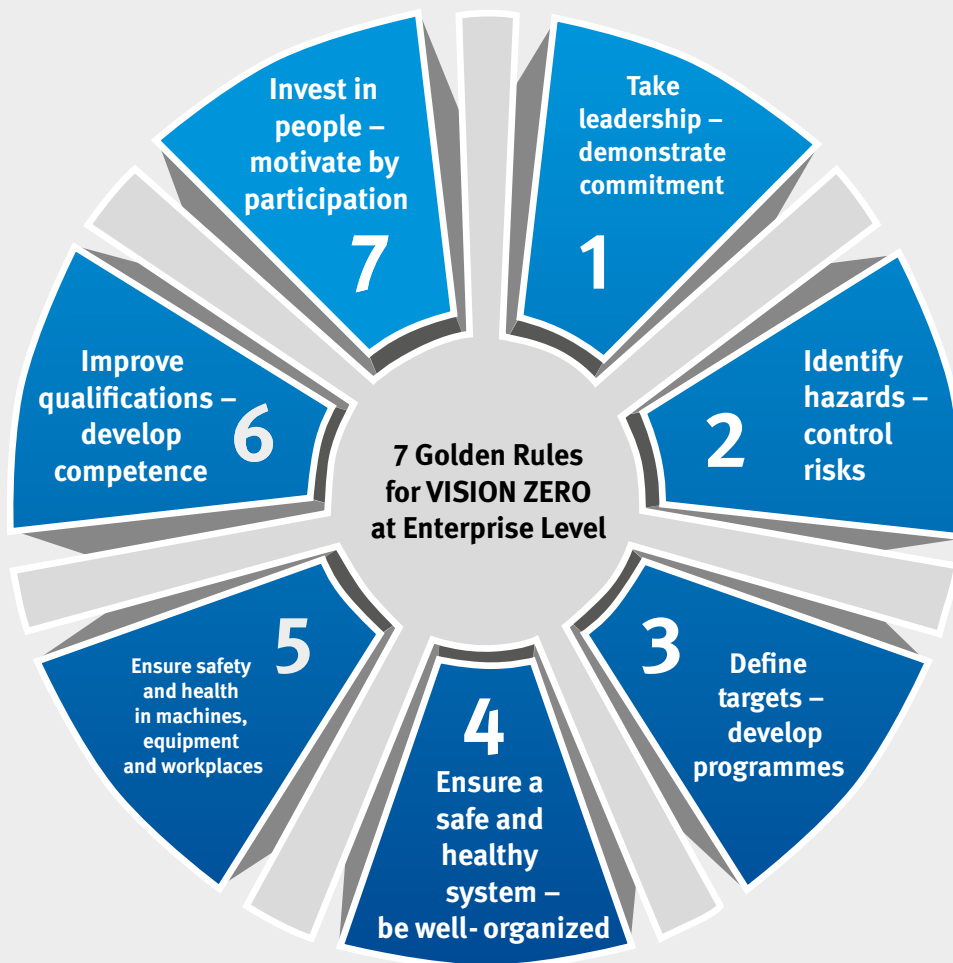 7 Golden Rules
for VISION ZERO
at Enterprise Level
Take
leadership –
demonstrate
commitment
1
2
Identify
hazards –
control
risks
3
Define
targets –
develop
programmes
4
Ensure a
safe and
healthy
system –
be well- organized
5
Ensure safety
and health
in machines,
equipment
and workplaces
Improve
qualifications –
develop
competence
6
Invest in
people –
motivate by
participation
7